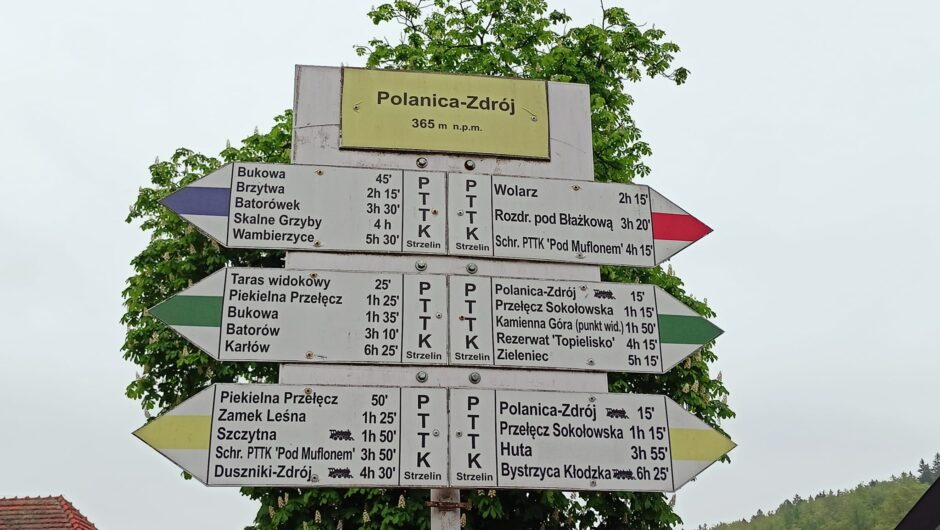 Polanica-Zdrój
365 m n.p.m.
Bukowa 45'
Brzytwa 2h 15'
Batorówek 3h 30'
Skalne Grzyby 4 h
Wambierzyce 5h 30'
PTTK
Strzelin
PTTK
Strzelin
Wolarz 2h 15'
Rozdr. pod Błażkową 3h 20'
Schr. PTTK 'Pod Muflonem' 4h 15'
Taras widokowy 25'
Piekielna Przełęcz 1h 25'
Bukowa 1h 35'
Batorów 3h 10'
Karłów 6h 25'
PTTK
Strzelin
PTTK
Strzelin
Polanica-Zdrój 15'
Przełęcz Sokołowska 1h 15'
Kamienna Góra (punkt wid.) 1h 50'
Rezerwat 'Topielisko' 4h 15'
Zieleniec 5h 15'
Piekielna Przełęcz 50'
Zamek Leśna 1h 25'
Szczytna 1h 50'
Schr. PTTK 'Pod Muflonem' 3h 50'
Duszniki-Zdrój 4h 30'
PTTK
Strzelin
PTTK
Strzelin
Polanica-Zdrój 15'
Przełęcz Sokołowska 1h 15'
Huta 3h 55'
Bystrzyca Kłodzka 6h 25'